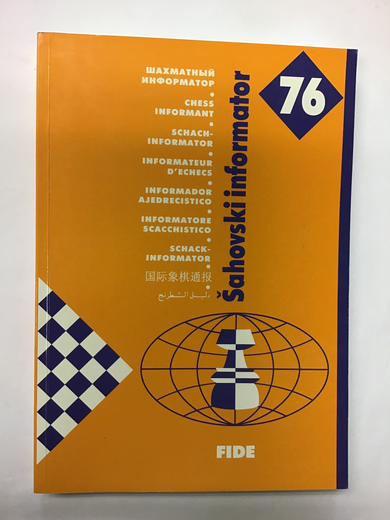 76
ШАХМАТНЫЙ
ИНФОРМАТОР
CHESS
INFORMANT
SCHACH-
INFORMATOR
INFORMATEUR
D'ECHECS
INFORMADOR
AJEDRECISTICO
INFORMATORE
SCACCHISTICO
SCHACK-
INFORMATOR
国际象棋通报
دليل الشطرنج
Šahovski informator
FIDE